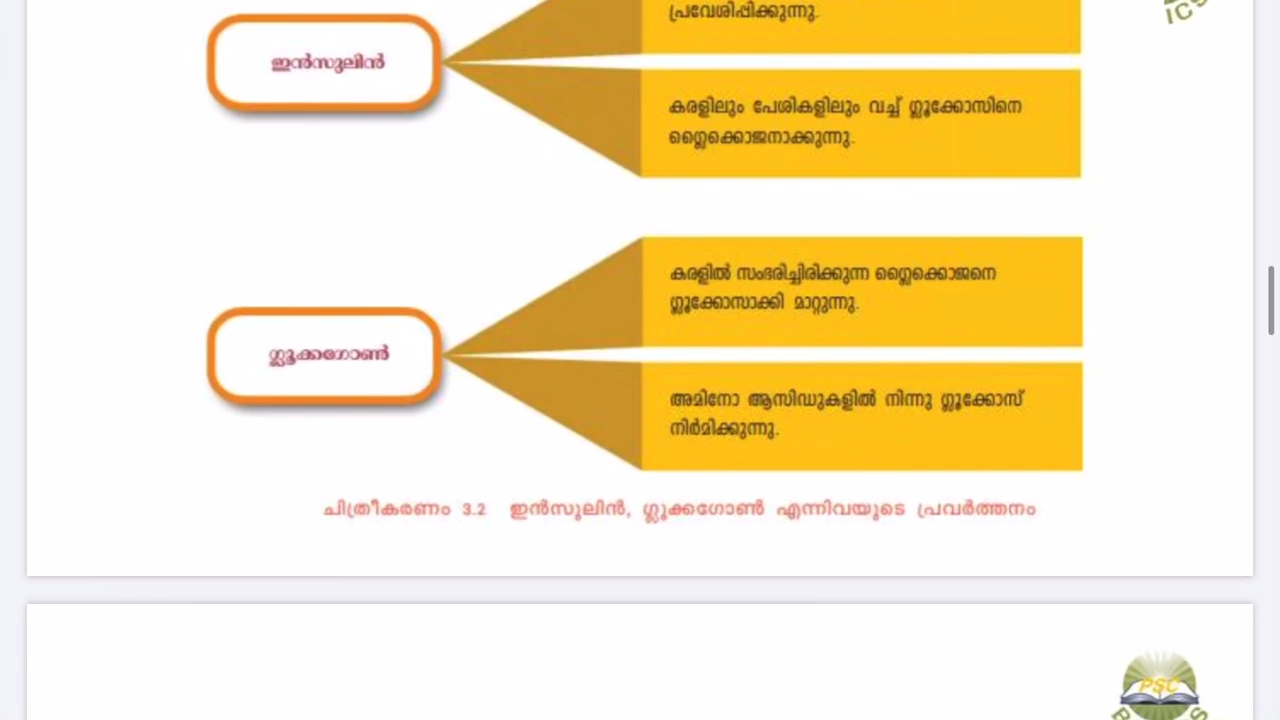 പ്രവേശിപ്പിക്കുന്നു.
ഇൻസുലിൻ
കരളിലും പേശികളിലും വച്ച് ഗ്ലൂക്കോസിനെ
ഗ്ലൈക്കൊജനാക്കുന്നു.
കരളിൽ സംഭരിച്ചിരിക്കുന്ന ഗ്ലൈക്കൊജനെ
ഗ്ലൂക്കോസാക്കി മാറ്റുന്നു.
ഗ്ലൂക്കഗോൺ
അമിനോ ആസിഡുകളിൽ നിന്നു ഗ്ലൂക്കോസ്
നിർമിക്കുന്നു.
ചിത്രീകരണം 3.2 ഇൻസുലിൻ, ഗ്ലൂക്കഗോൺ എന്നിവയുടെ പ്രവർത്തനം
PSC